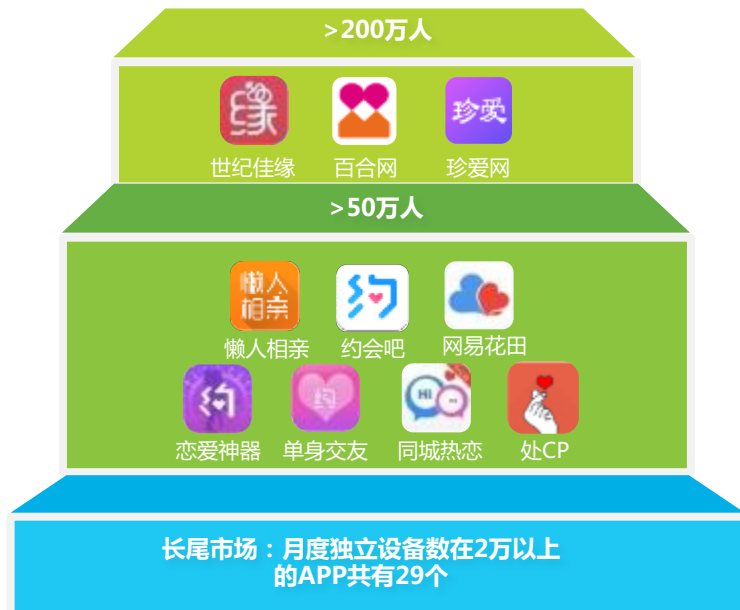 >200万人
缘
珍爱
世纪佳缘 百合网 珍爱网
>50万人
懒人
相亲
约
懒人相亲 约会吧 网易花田
约
约
HI
恋爱神器 单身交友 同城热恋 处CP
长尾市场：月度独立设备数在2万以上
的APP共有29个